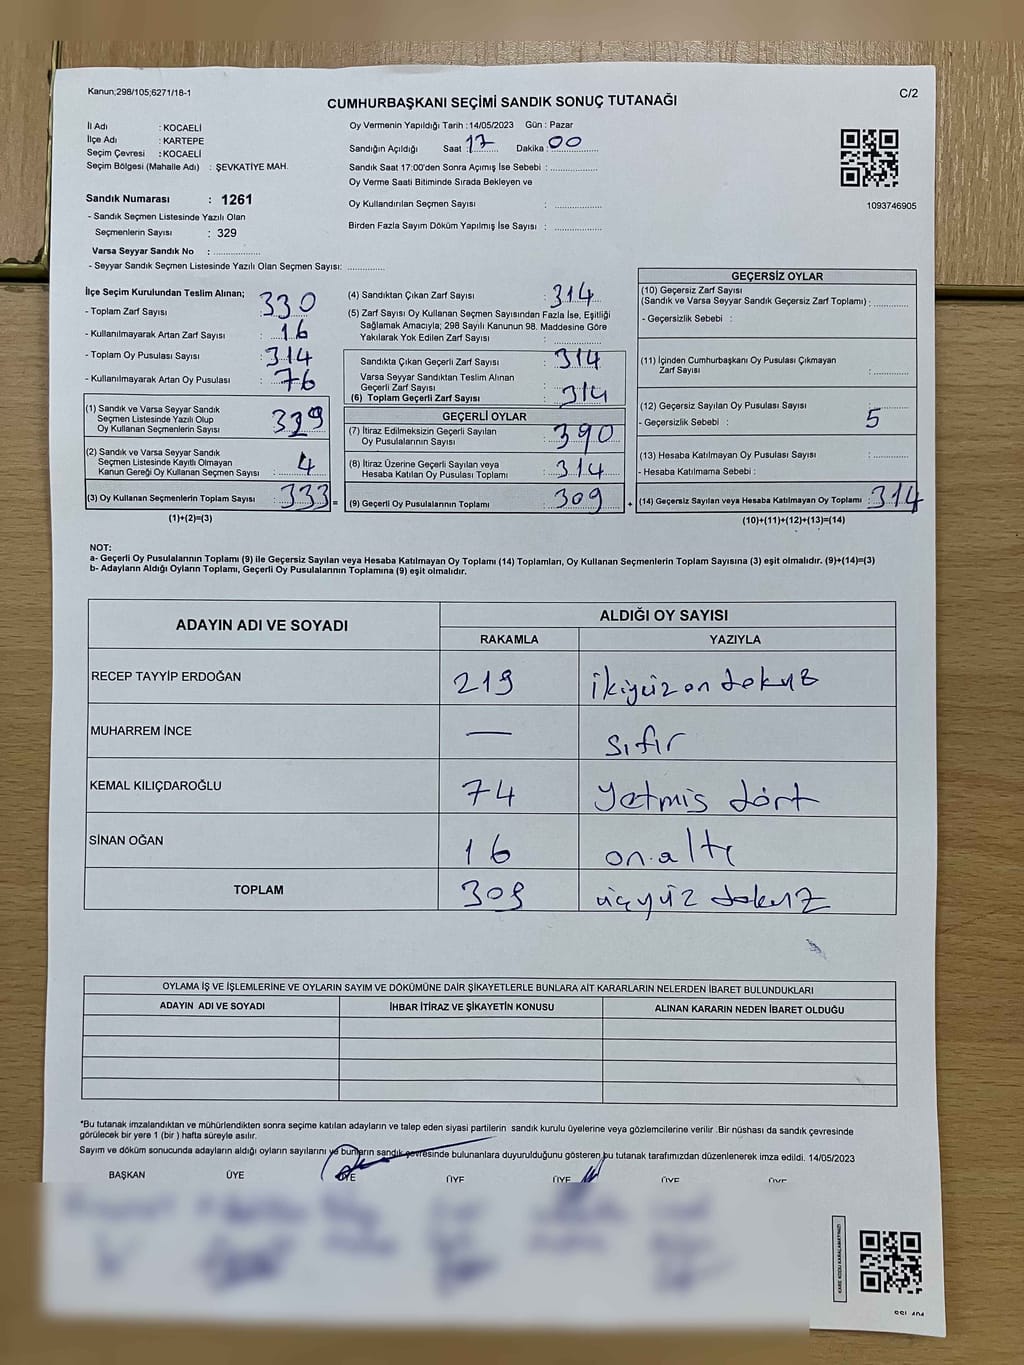 Kanun;298/105;6271/18-1
C/2
CUMHURBAŞKANI SEÇİMİ SANDIK SONUÇ TUTANAĞI
İl Adı : KOCAELİ
İlçe Adı : KARTEPE
Seçim Çevresi : KOCAELİ
Seçim Bölgesi (Mahalle Adı) : ŞEVKATİYE MAH.
Sandık Numarası : 1261
- Sandık Seçmen Listesinde Yazılı Olan
Seçmenlerin Sayısı : 329
Varsa Seyyar Sandık No : ..............
- Seyyar Sandık Seçmen Listesinde Yazılı Olan Seçmen Sayısı: ............
Oy Vermenin Yapıldığı Tarih :14/05/2023 Gün : Pazar
Sandığın Açıldığı Saat : 17 Dakika : 00
Sandık Saat 17:00'den Sonra Açımış İse Sebebi : ..............
Oy Verme Saati Bitiminde Sırada Bekleyen ve
Oy Kullandırılan Seçmen Sayısı : ..............
Birden Fazla Sayım Döküm Yapılmış İse Sayısı : ..............
1093746905
İlçe Seçim Kurulundan Teslim Alınan;
- Toplam Zarf Sayısı : 330
- Kullanılmayarak Artan Zarf Sayısı : 16
- Toplam Oy Pusulası Sayısı : 314
- Kullanılmayarak Artan Oy Pusulası : 76
(1) Sandık ve Varsa Seyyar Sandık
Seçmen Listesinde Yazılı Olup
Oy Kullanan Seçmenlerin Sayısı : 329
(2) Sandık ve Varsa Seyyar Sandık
Seçmen Listesinde Kayıtlı Olmayan
Kanun Gereği Oy Kullanan Seçmen Sayısı : 4
(3) Oy Kullanan Seçmenlerin Toplam Sayısı : 333 =
(1)+(2)=(3)
(4) Sandıktan Çıkan Zarf Sayısı : 314
(5) Zarf Sayısı Oy Kullanan Seçmen Sayısından Fazla İse, Eşitliği
Sağlamak Amacıyla; 298 Sayılı Kanunun 98. Maddesine Göre
Yakılarak Yok Edilen Zarf Sayısı : ............
Sandıkta Çıkan Geçerli Zarf Sayısı : 314
Varsa Seyyar Sandıktan Teslim Alınan
Geçerli Zarf Sayısı :
(6) Toplam Geçerli Zarf Sayısı : 314
GEÇERLİ OYLAR
(7) İtiraz Edilmeksizin Geçerli Sayılan
Oy Pusulalarının Sayısı : 390
(8) İtiraz Üzerine Geçerli Sayılan veya
Hesaba Katılan Oy Pusulası Toplamı : 314
(9) Geçerli Oy Pusulalarının Toplamı : 309 +
GEÇERSİZ OYLAR
(10) Geçersiz Zarf Sayısı
(Sandık ve Varsa Seyyar Sandık Geçersiz Zarf Toplamı) : ..........
- Geçersizlik Sebebi :
(11) İçinden Cumhurbaşkanı Oy Pusulası Çıkmayan
Zarf Sayısı : ..........
(12) Geçersiz Sayılan Oy Pusulası Sayısı : ..........
- Geçersizlik Sebebi : 5
(13) Hesaba Katılmayan Oy Pusulası Sayısı : ..........
- Hesaba Katılmama Sebebi :
(14) Geçersiz Sayılan veya Hesaba Katılmayan Oy Toplamı : 314
(10)+(11)+(12)+(13)=(14)
NOT:
a- Geçerli Oy Pusulalarının Toplamı (9) ile Geçersiz Sayılan veya Hesaba Katılmayan Oy Toplamı (14) Toplamları, Oy Kullanan Seçmenlerin Toplam Sayısına (3) eşit olmalıdır. (9)+(14)=(3)
b- Adayların Aldığı Oyların Toplamı, Geçerli Oy Pusulalarının Toplamına (9) eşit olmalıdır.
ADAYIN ADI VE SOYADI
ALDIĞI OY SAYISI
RAKAMLA YAZIYLA
RECEP TAYYİP ERDOĞAN 219 ikiyüz on dokuz
MUHARREM İNCE — sıfır
KEMAL KILIÇDAROĞLU 74 yetmiş dört
SİNAN OĞAN 16 on altı
TOPLAM 309 üçyüz dokuz
OYLAMA İŞ VE İŞLEMLERİNE VE OYLARIN SAYIM VE DÖKÜMÜNE DAİR ŞİKAYETLERLE BUNLARA AİT KARARLARIN NELERDEN İBARET BULUNDUKLARI
ADAYIN ADI VE SOYADI İHBAR İTİRAZ VE ŞİKAYETİN KONUSU ALINAN KARARIN NEDEN İBARET OLDUĞU
*Bu tutanak imzalandıktan ve mühürlendikten sonra seçime katılan adayların ve talep eden siyasi partilerin sandık kurulu üyelerine veya gözlemcilerine verilir .Bir nüshası da sandık çevresinde
görülecek bir yere 1 (bir ) hafta süreyle asılır.
Sayım ve döküm sonucunda adayların aldığı oyların sayılarını ve bunların sandık çevresinde bulunanlara duyurulduğunu gösteren bu tutanak tarafımızdan düzenlenerek imza edildi. 14/05/2023
BAŞKAN ÜYE ÜYE ÜYE ÜYE ÜYE ÜYE